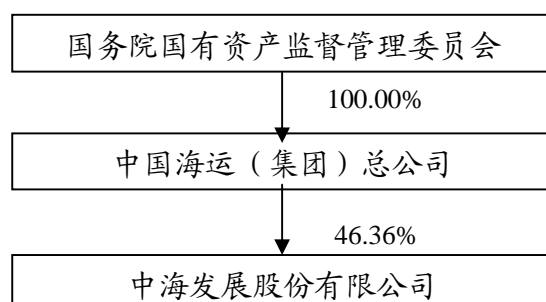 国务院国有资产监督管理委员会
100.00%
中国海运（集团）总公司
46.36%
中海发展股份有限公司